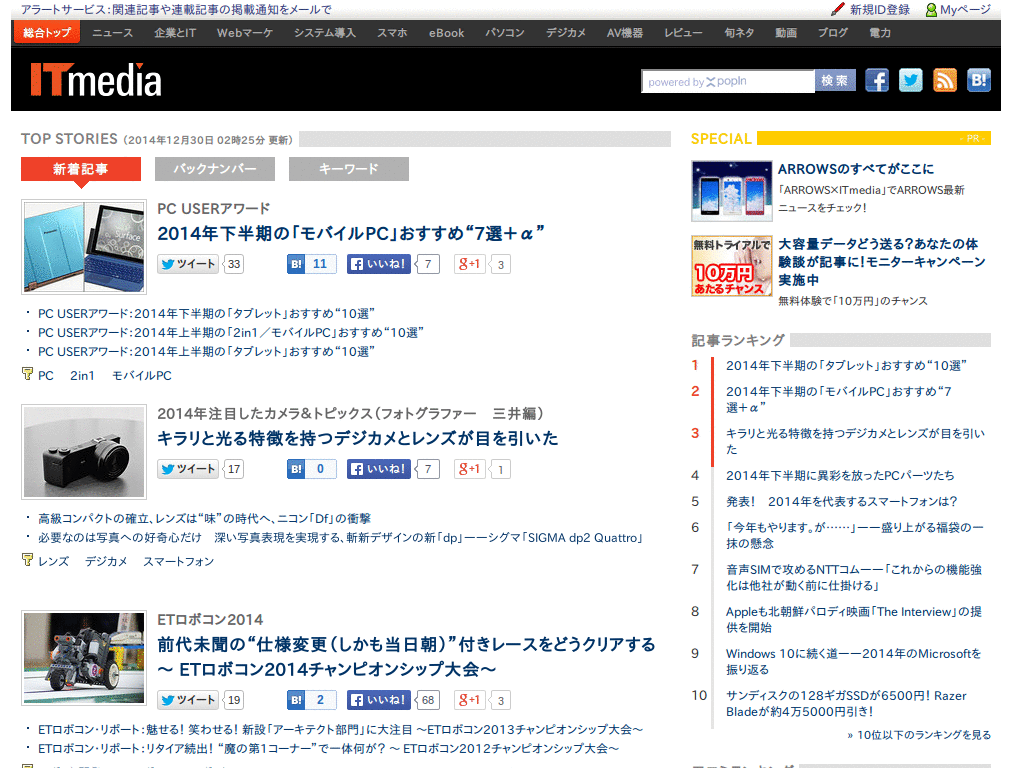 アラートサービス：関連記事や連載記事の掲載通知をメールで
新規ID登録
Myページ
総合トップ ニュース 企業とIT Webマーケ システム導入 スマホ eBook パソコン デジカメ AV機器 レビュー 旬ネタ 動画 ブログ 電力
ITmedia
powered by popIn 検索
B!
TOP STORIES （2014年12月30日 02時25分 更新）
新着記事 バックナンバー キーワード
PC USERアワード
2014年下半期の「モバイルPC」おすすめ“7選＋α”
ツイート 33 B! 11 いいね！ 7 g+1 3
・ PC USERアワード：2014年下半期の「タブレット」おすすめ“10選”
・ PC USERアワード：2014年上半期の「2in1／モバイルPC」おすすめ“10選”
・ PC USERアワード：2014年上半期の「タブレット」おすすめ“10選”
PC 2in1 モバイルPC
2014年注目したカメラ＆トピックス（フォトグラファー　三井編）
キラリと光る特徴を持つデジカメとレンズが目を引いた
ツイート 17 B! 0 いいね！ 7 g+1 1
・ 高級コンパクトの確立、レンズは“味”の時代へ、ニコン「Df」の衝撃
・ 必要なのは写真への好奇心だけ　深い写真表現を実現する、斬新デザインの新「dp」――シグマ「SIGMA dp2 Quattro」
レンズ デジカメ スマートフォン
ETロボコン2014
前代未聞の“仕様変更（しかも当日朝）”付きレースをどうクリアする
～ ETロボコン2014チャンピオンシップ大会～
ツイート 19 B! 2 いいね！ 68 g+1 3
・ ETロボコン・リポート：魅せる！ 笑わせる！ 新設「アーキテクト部門」に大注目 ～ETロボコン2013チャンピオンシップ大会～
・ ETロボコン・リポート：リタイア続出！ “魔の第1コーナー”で一体何が？ ～ ETロボコン2012チャンピオンシップ大会～
SPECIAL - PR -
ARROWSのすべてがここに
「ARROWS×ITmedia」でARROWS最新
ニュースをチェック！
無料トライアルで
10万円
あたるチャンス
大容量データどう送る？あなたの体
験談が記事に！モニターキャンペーン
実施中
無料体験で「10万円」のチャンス
記事ランキング
1 2014年下半期の「タブレット」おすすめ“10選”
2 2014年下半期の「モバイルPC」おすすめ“7
選＋α”
3 キラリと光る特徴を持つデジカメとレンズが目を引い
た
4 2014年下半期に異彩を放ったPCパーツたち
5 発表！　2014年を代表するスマートフォンは？
6 「今年もやります。が……」――盛り上がる福袋の一
抹の懸念
7 音声SIMで攻めるNTTコム――「これからの機能強
化は他社が動く前に仕掛ける」
8 Appleも北朝鮮パロディ映画「The Interview」の提
供を開始
9 Windows 10に続く道――2014年のMicrosoftを
振り返る
10 サンディスクの128ギガSSDが6500円！ Razer
Bladeが約4万5000円引き！
» 10位以下のランキングを見る